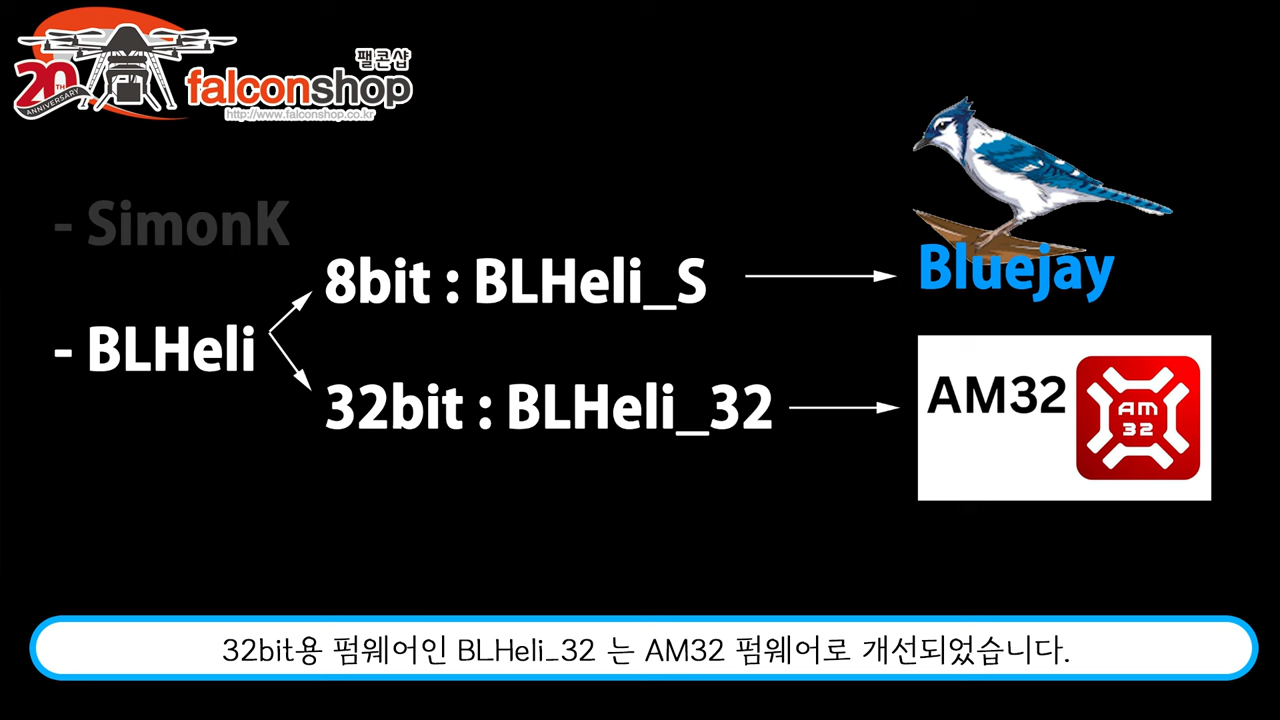 팰콘샵
20TH
ANNIVERSARY
falconshop
http://www.falconshop.co.kr
- SimonK
8bit : BLHeli_S
Bluejay
- BLHeli
32bit : BLHeli_32
AM32
AM
32
32bit용 펌웨어인 BLHeli_32 는 AM32 펌웨어로 개선되었습니다.